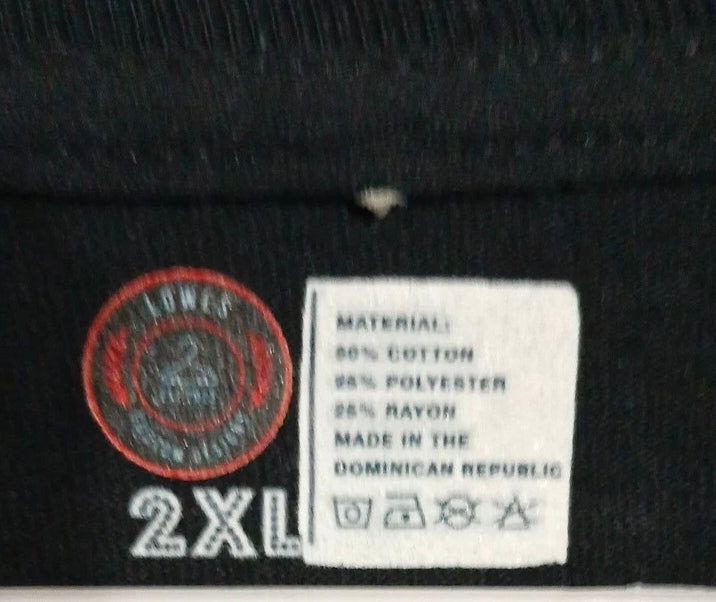 LOWES
2XL
MATERIAL:
50% COTTON
25% POLYESTER
25% RAYON
MADE IN THE
DOMINICAN REPUBLIC